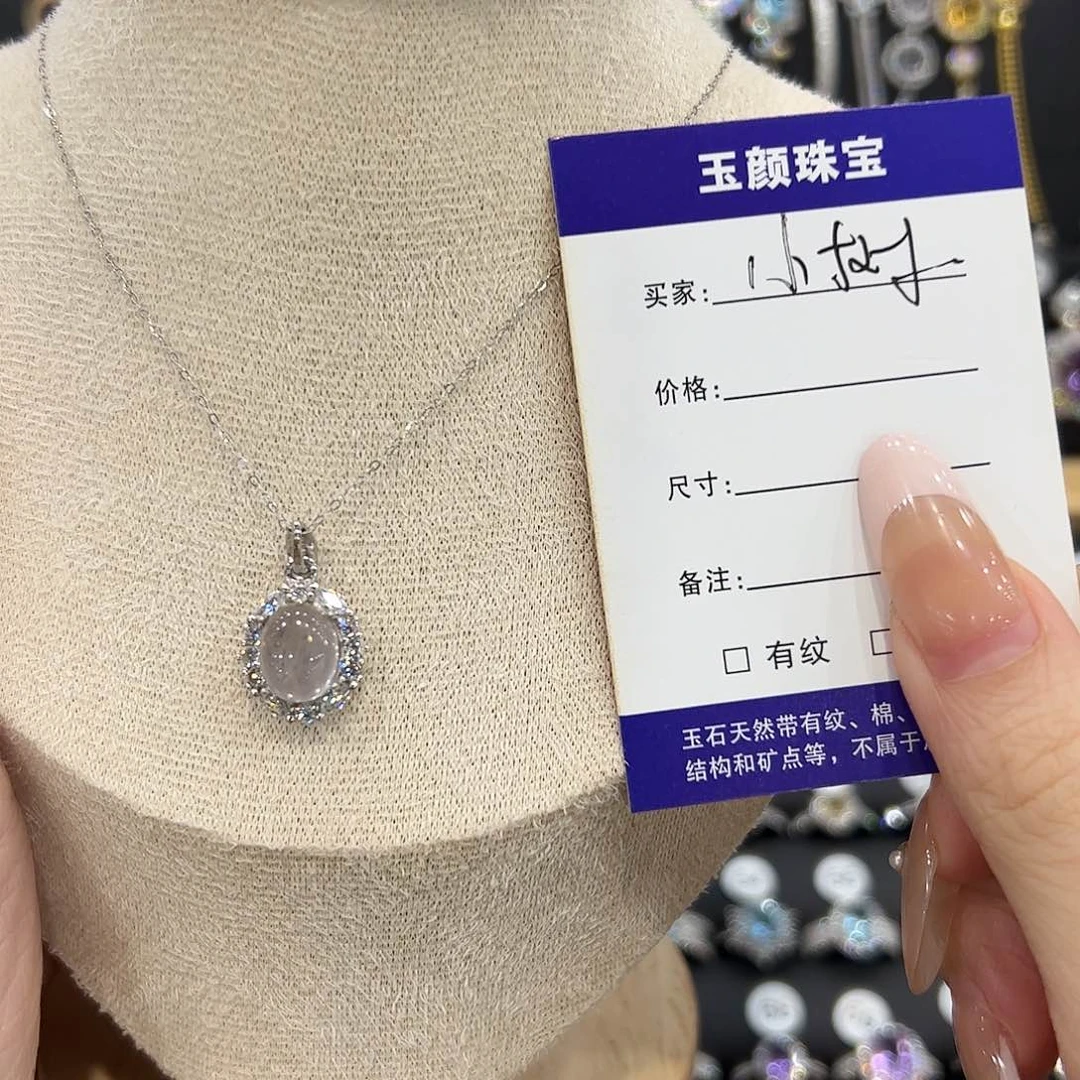 玉颜珠宝
买家: 小树
价格:
尺寸:
备注:
□ 有纹 □
玉石天然带有纹、棉、
结构和矿点等，不属于